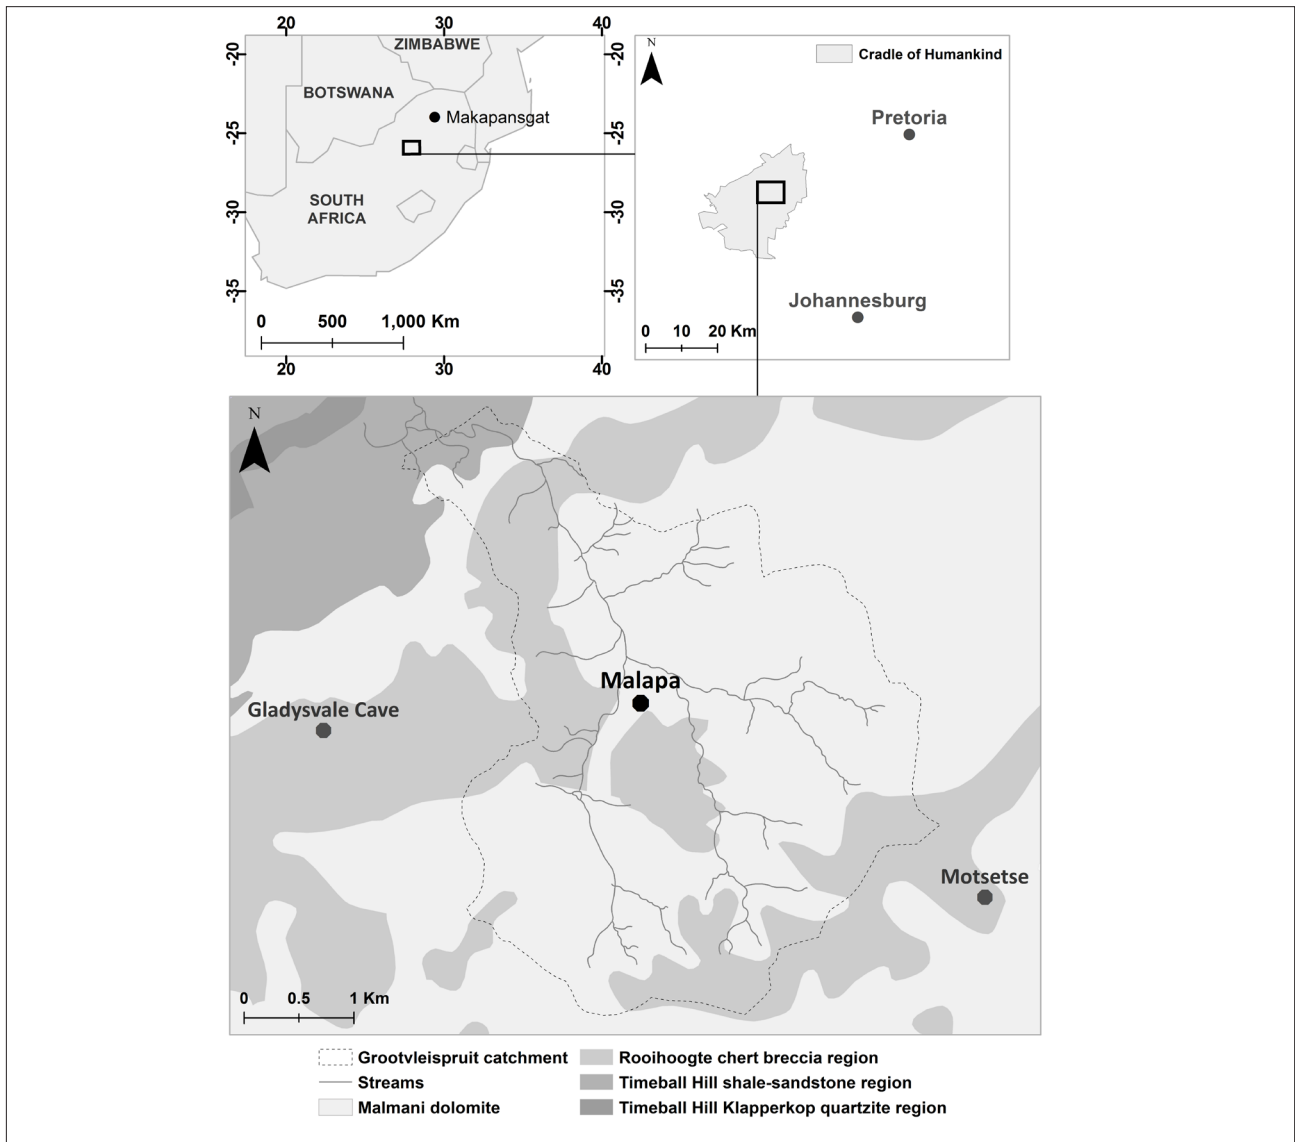 20 30 40
-20
-25
-30
-35
ZIMBABWE
BOTSWANA
Makapansgat
SOUTH
AFRICA
0 500 1,000 Km
20 30 40
-20
-25
-30
-35
N
Cradle of Humankind
Pretoria
Johannesburg
0 10 20 Km
N
Malapa
Gladysvale Cave
Motsetse
0 0.5 1 Km
Grootvleispruit catchment
Streams
Malmani dolomite
Rooihoogte chert breccia region
Timeball Hill shale-sandstone region
Timeball Hill Klapperkop quartzite region